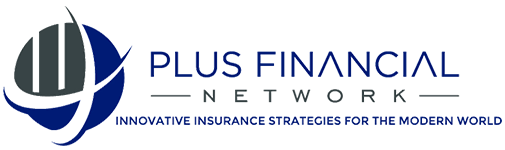 PLUS FINANCIAL
NETWORK
INNOVATIVE INSURANCE STRATEGIES FOR THE MODERN WORLD